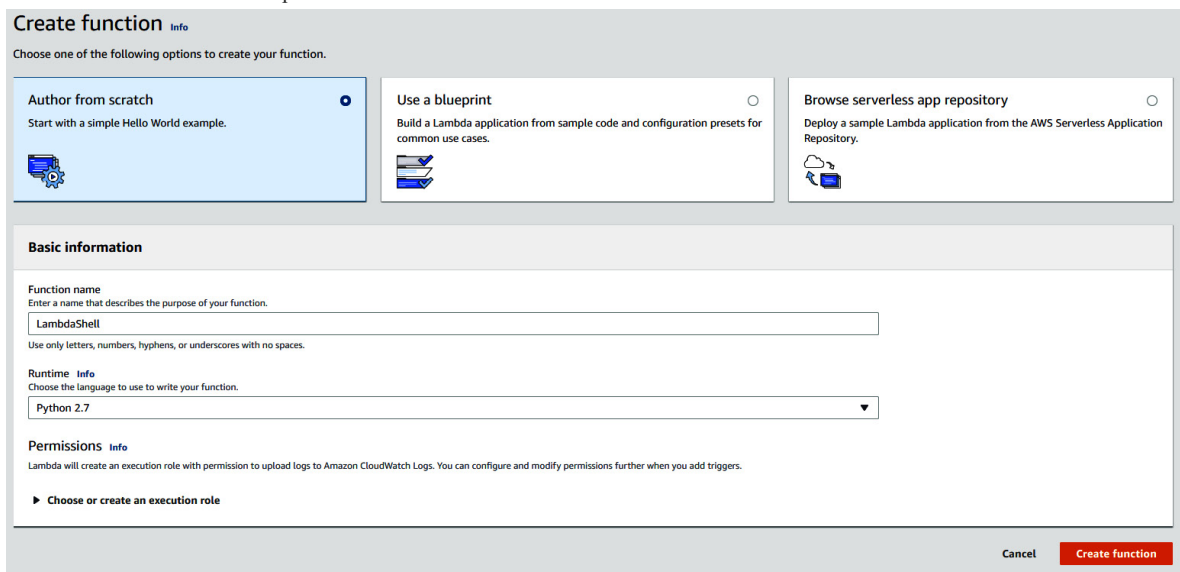 Create function Info
Choose one of the following options to create your function.
Author from scratch
Start with a simple Hello World example.
Use a blueprint
Build a Lambda application from sample code and configuration presets for
common use cases.
Browse serverless app repository
Deploy a sample Lambda application from the AWS Serverless Application
Repository.
Basic information
Function name
Enter a name that describes the purpose of your function.
LambdaShell
Use only letters, numbers, hyphens, or underscores with no spaces.
Runtime Info
Choose the language to use to write your function.
Python 2.7
Permissions Info
Lambda will create an execution role with permission to upload logs to Amazon CloudWatch Logs. You can configure and modify permissions further when you add triggers.
Choose or create an execution role
Cancel
Create function